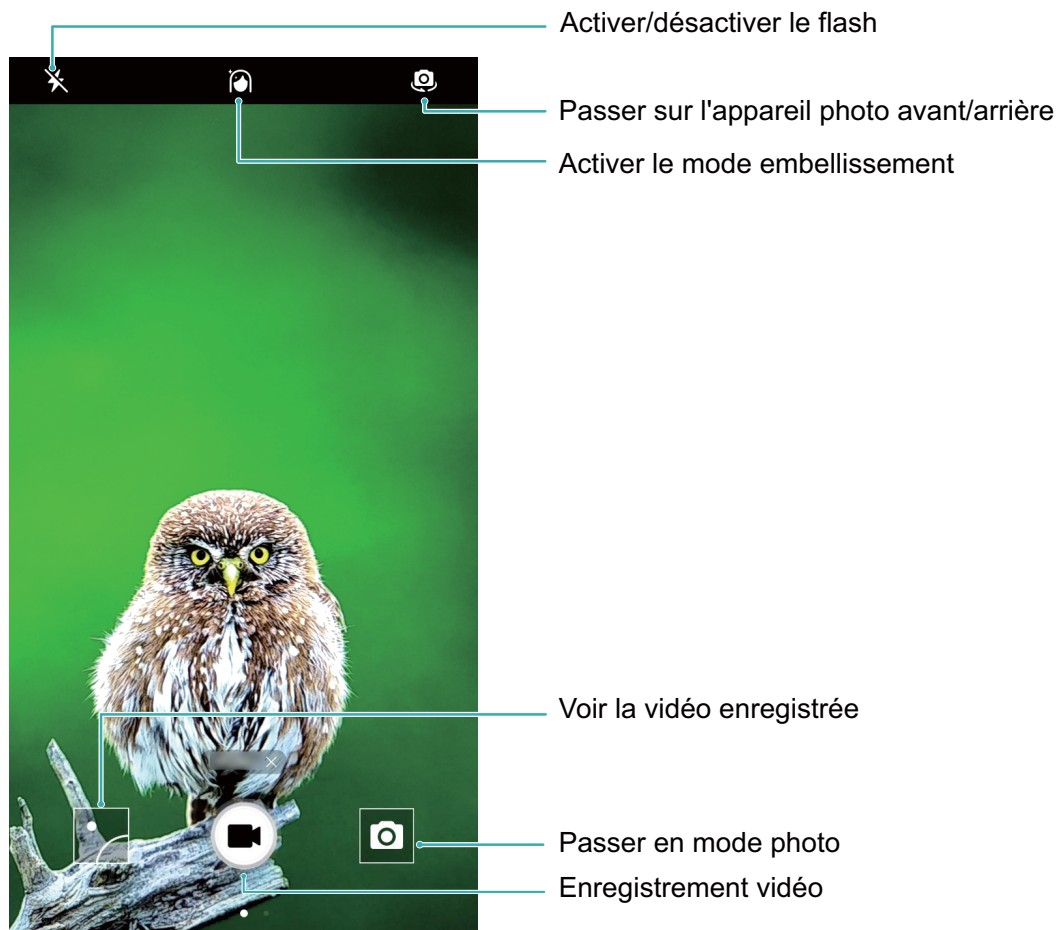 Activer/désactiver le flash
Passer sur l'appareil photo avant/arrière
Activer le mode embellissement
Voir la vidéo enregistrée
Passer en mode photo
Enregistrement vidéo